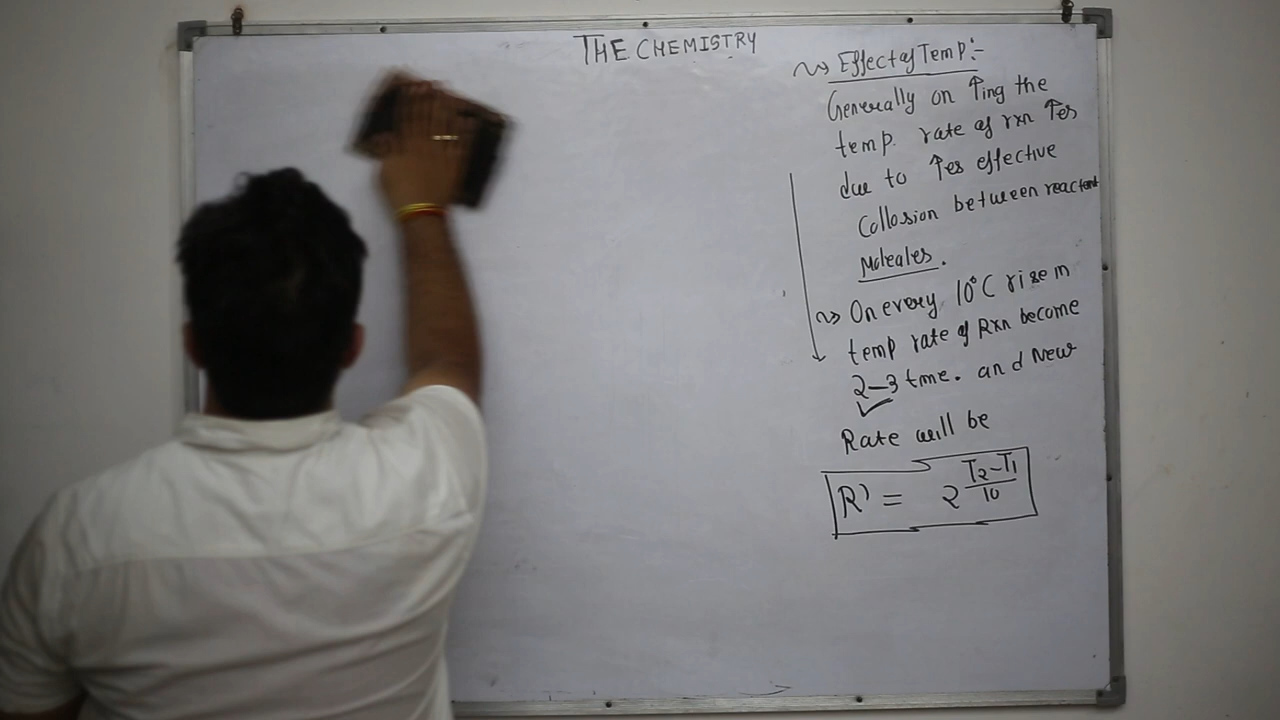 THE CHEMISTRY
Effect of Temp:-
Generally on ↑ing the
temp. rate of rxn ↑es
due to ↑es effective
Collosion between reactant
Moleales.
On every 10°C rise in
temp rate of Rxn become
2-3 tme. and New
Rate will be
R' = 2^((T2-T1)/10)